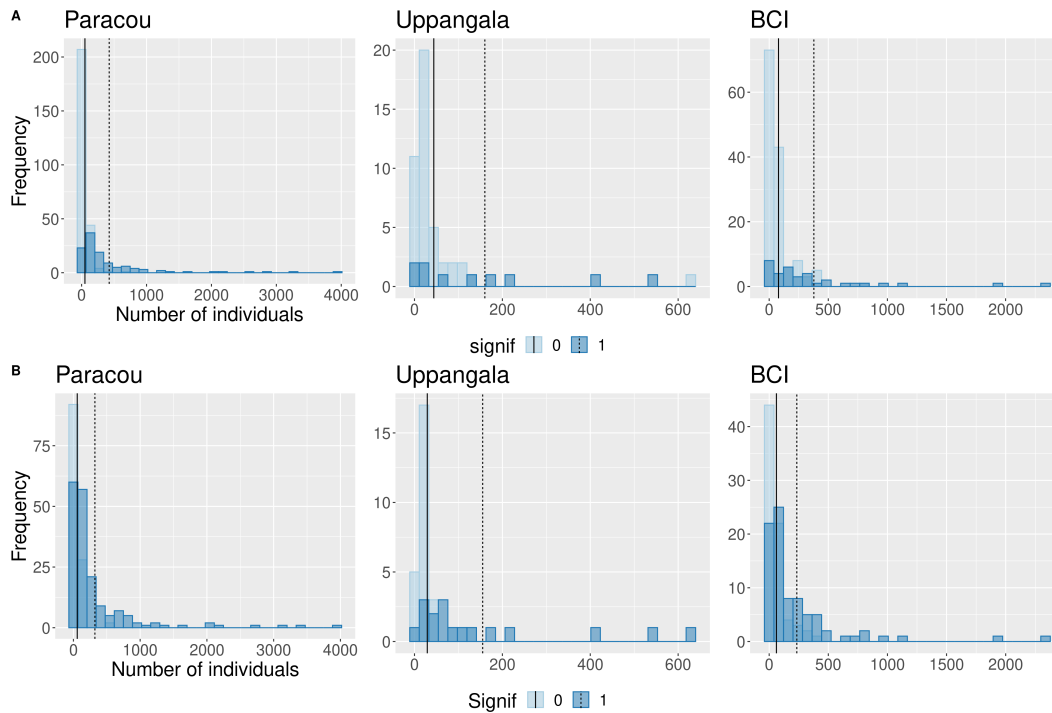 A Paracou Uppangala BCI
Frequency
200
150
100
50
0
0 1000 2000 3000 4000
Number of individuals
20
15
10
5
0
0 200 400 600
60
40
20
0
0 500 1000 1500 2000
signif 0 1
B Paracou Uppangala BCI
Frequency
75
50
25
0
0 1000 2000 3000 4000
Number of individuals
15
10
5
0
0 200 400 600
40
30
20
10
0
0 500 1000 1500 2000
Signif 0 1